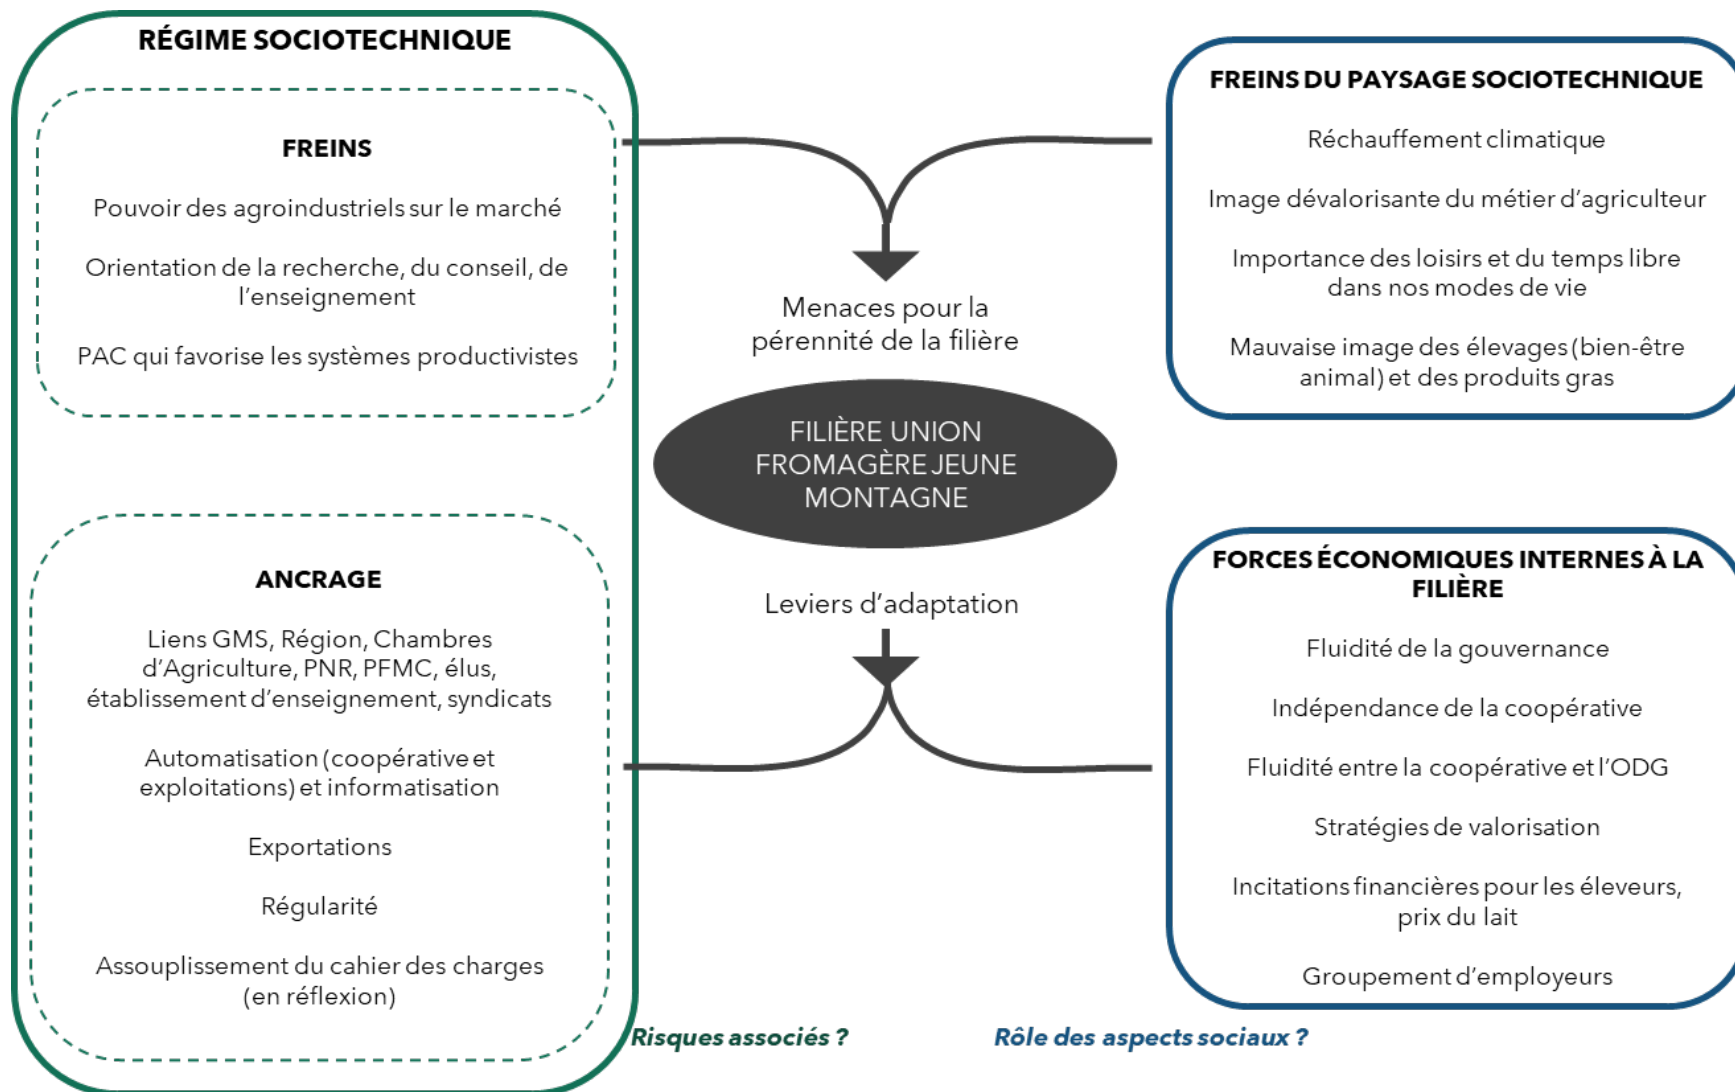 RÉGIME SOCIOTECHNIQUE
FREINS
Pouvoir des agroindustriels sur le marché
Orientation de la recherche, du conseil, de
l’enseignement
PAC qui favorise les systèmes productivistes
ANCRAGE
Liens GMS, Région, Chambres
d’Agriculture, PNR, PFMC, élus,
établissement d’enseignement, syndicats
Automatisation (coopérative et
exploitations) et informatisation
Exportations
Régularité
Assouplissement du cahier des charges
(en réflexion)
Menaces pour la
pérennité de la filière
FILIÈRE UNION
FROMAGÈRE JEUNE
MONTAGNE
Leviers d’adaptation
FREINS DU PAYSAGE SOCIOTECHNIQUE
Réchauffement climatique
Image dévalorisante du métier d’agriculteur
Importance des loisirs et du temps libre
dans nos modes de vie
Mauvaise image des élevages (bien-être
animal) et des produits gras
FORCES ÉCONOMIQUES INTERNES À LA
FILIÈRE
Fluidité de la gouvernance
Indépendance de la coopérative
Fluidité entre la coopérative et l’ODG
Stratégies de valorisation
Incitations financières pour les éleveurs,
prix du lait
Groupement d’employeurs
Risques associés ?
Rôle des aspects sociaux ?